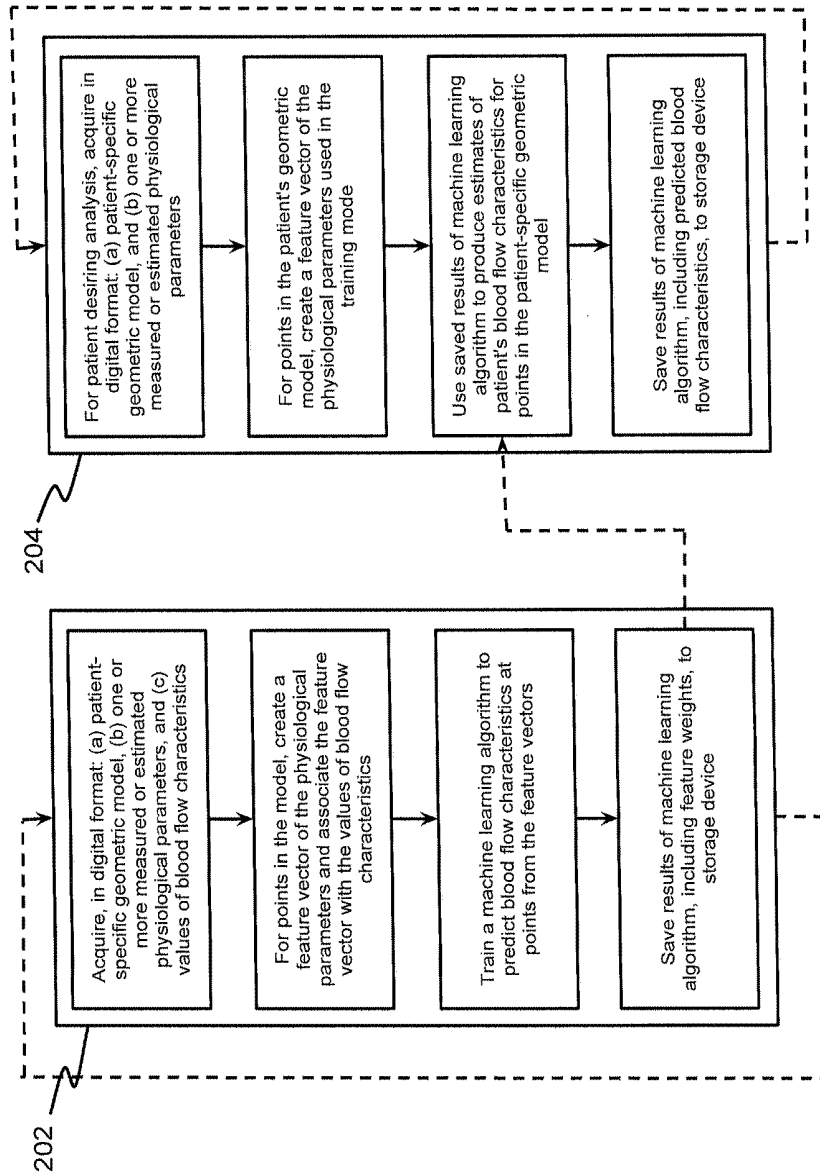 202
Acquire, in digital format: (a) patient-
specific geometric model, (b) one or
more measured or estimated
physiological parameters, and (c)
values of blood flow characteristics
For points in the model, create a
feature vector of the physiological
parameters and associate the feature
vector with the values of blood flow
characteristics
Train a machine learning algorithm to
predict blood flow characteristics at
points from the feature vectors
Save results of machine learning
algorithm, including feature weights, to
storage device
204
For patient desiring analysis, acquire in
digital format: (a) patient-specific
geometric model, and (b) one or more
measured or estimated physiological
parameters
For points in the patient's geometric
model, create a feature vector of the
physiological parameters used in the
training mode
Use saved results of machine learning
algorithm to produce estimates of
patient's blood flow characteristics for
points in the patient-specific geometric
model
Save results of machine learning
algorithm, including predicted blood
flow characteristics, to storage device